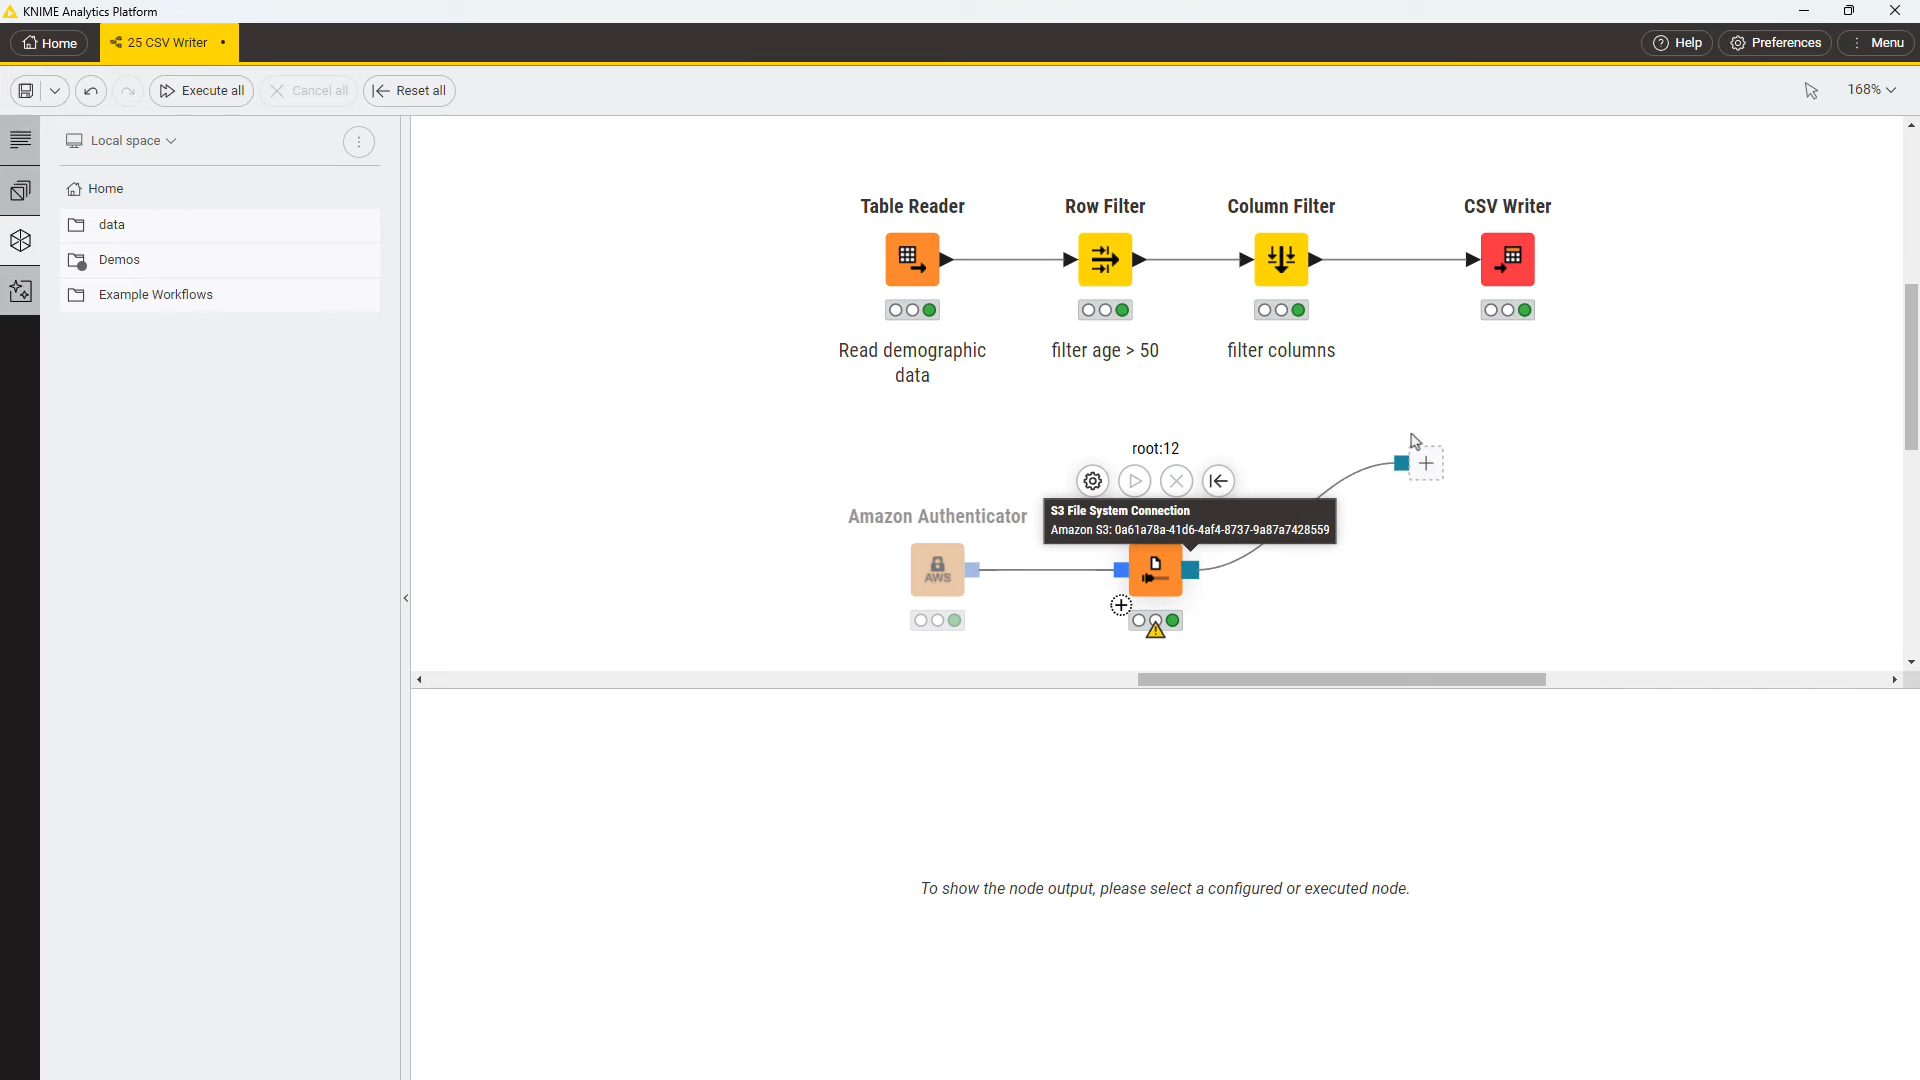 KNIME Analytics Platform
Home
25 CSV Writer
Help
Preferences
Menu
Execute all
Cancel all
Reset all
168%
Local space
Home
data
Demos
Example Workflows
Table Reader
Row Filter
Column Filter
CSV Writer
Read demographic
data
filter age > 50
filter columns
root:12
Amazon Authenticator
S3 File System Connection
Amazon S3: 0a61a78a-41d6-4af4-8737-9a87a7428559
AWS
To show the node output, please select a configured or executed node.